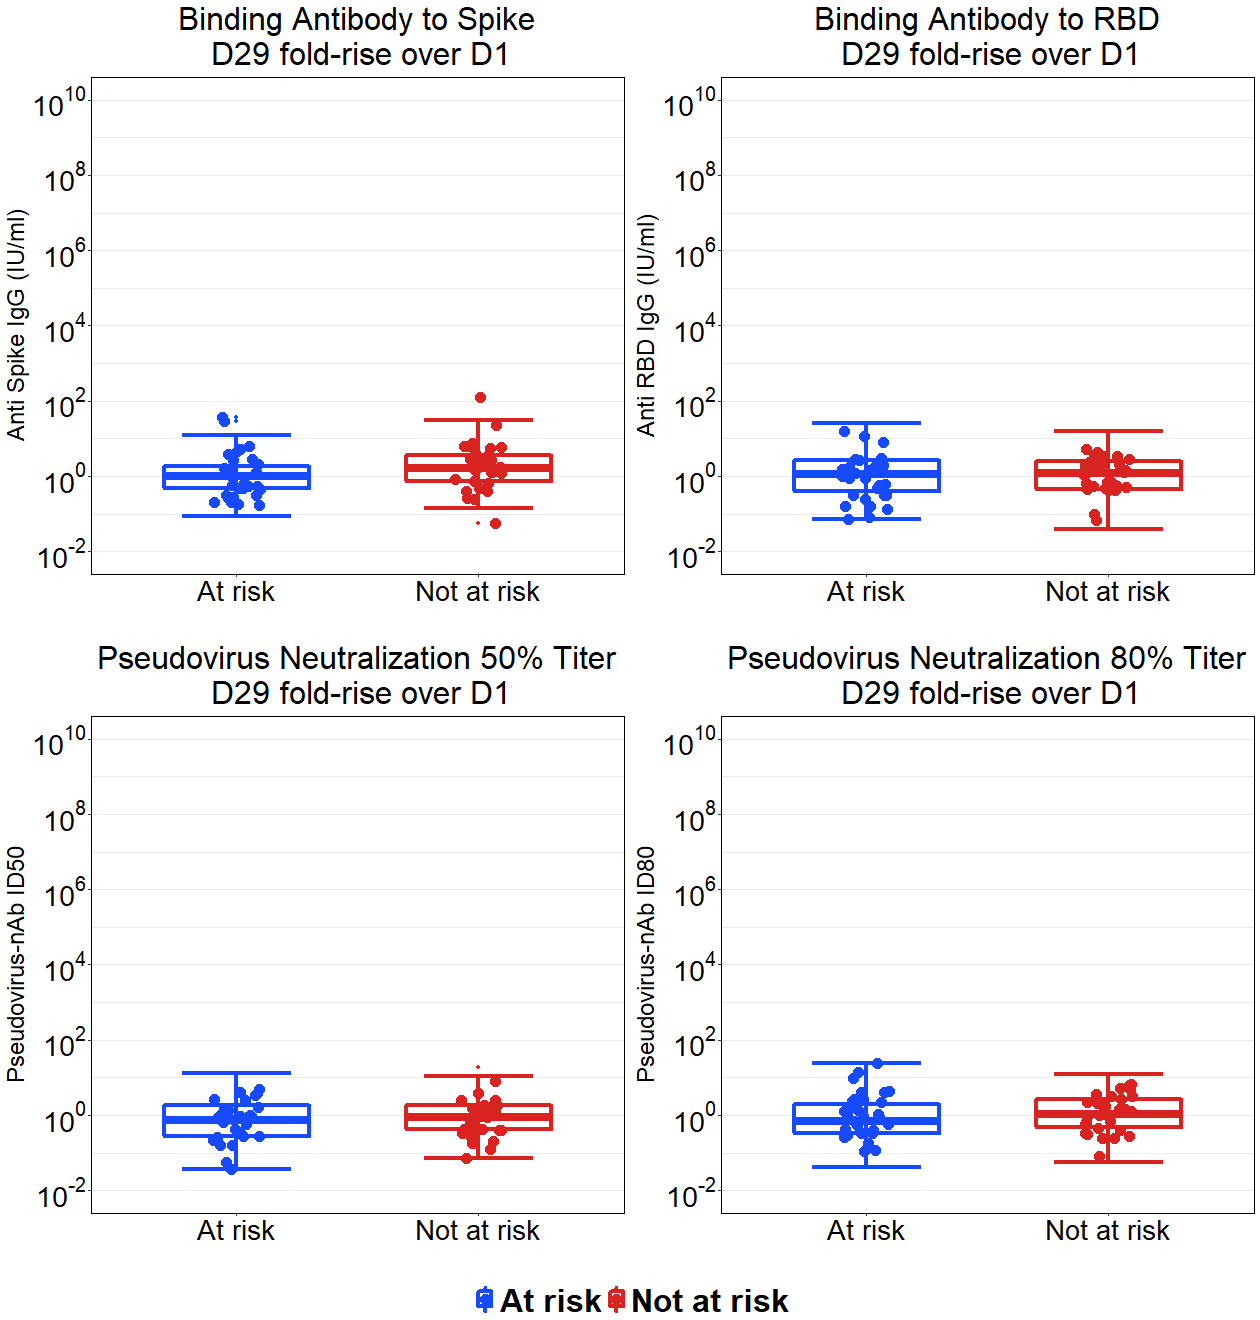 Binding Antibody to Spike
D29 fold-rise over D1
Anti Spike IgG (IU/ml)
10^10
10^8
10^6
10^4
10^2
10^0
10^-2
At risk
Not at risk
Binding Antibody to RBD
D29 fold-rise over D1
Anti RBD IgG (IU/ml)
10^10
10^8
10^6
10^4
10^2
10^0
10^-2
At risk
Not at risk
Pseudovirus Neutralization 50% Titer
D29 fold-rise over D1
Pseudovirus-nAb ID50
10^10
10^8
10^6
10^4
10^2
10^0
10^-2
At risk
Not at risk
Pseudovirus Neutralization 80% Titer
D29 fold-rise over D1
Pseudovirus-nAb ID80
10^10
10^8
10^6
10^4
10^2
10^0
10^-2
At risk
Not at risk
At risk Not at risk